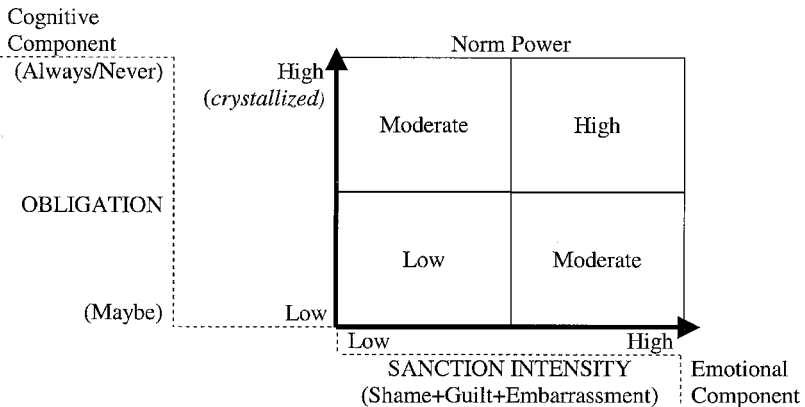 Cognitive
Component
(Always/Never)
OBLIGATION
(Maybe)
Norm Power
High
(crystallized)
Moderate
High
Low
Moderate
Low
Low
High
SANCTION INTENSITY
(Shame+Guilt+Embarrassment)
Emotional
Component